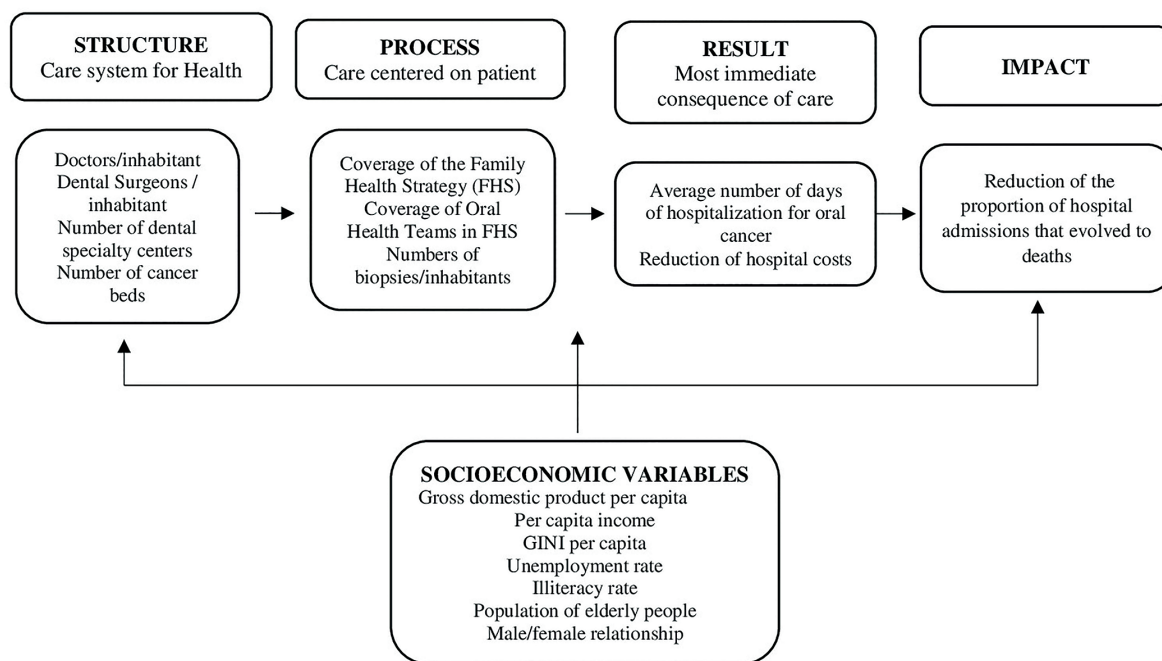 STRUCTURE
Care system for Health
PROCESS
Care centered on patient
RESULT
Most immediate
consequence of care
IMPACT
Doctors/inhabitant
Dental Surgeons /
inhabitant
Number of dental
specialty centers
Number of cancer
beds
Coverage of the Family
Health Strategy (FHS)
Coverage of Oral
Health Teams in FHS
Numbers of
biopsies/inhabitants
Average number of days
of hospitalization for oral
cancer
Reduction of hospital costs
Reduction of the
proportion of hospital
admissions that evolved to
deaths
SOCIOECONOMIC VARIABLES
Gross domestic product per capita
Per capita income
GINI per capita
Unemployment rate
Illiteracy rate
Population of elderly people
Male/female relationship